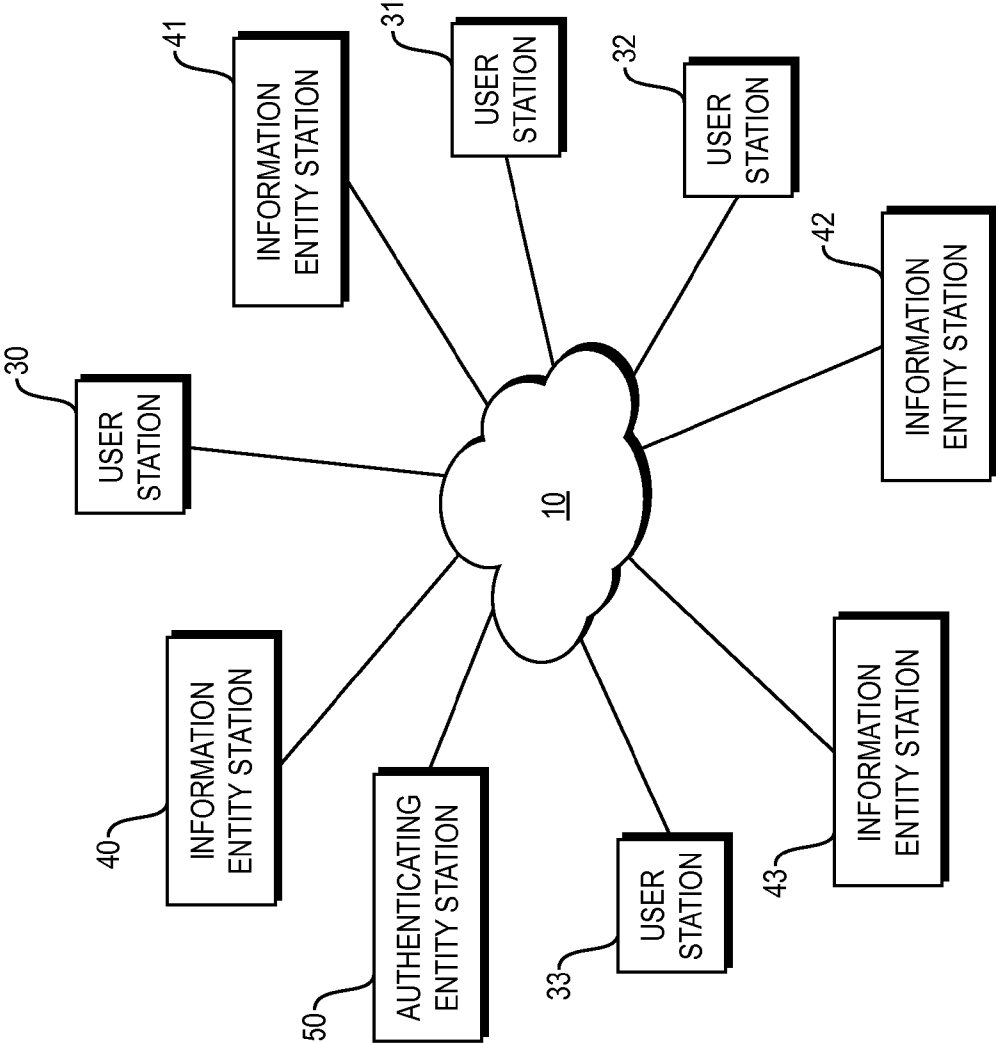 30
USER
STATION
41
INFORMATION
ENTITY STATION
31
USER
STATION
32
USER
STATION
42
INFORMATION
ENTITY STATION
10
40
INFORMATION
ENTITY STATION
50
AUTHENTICATING
ENTITY STATION
33
USER
STATION
43
INFORMATION
ENTITY STATION